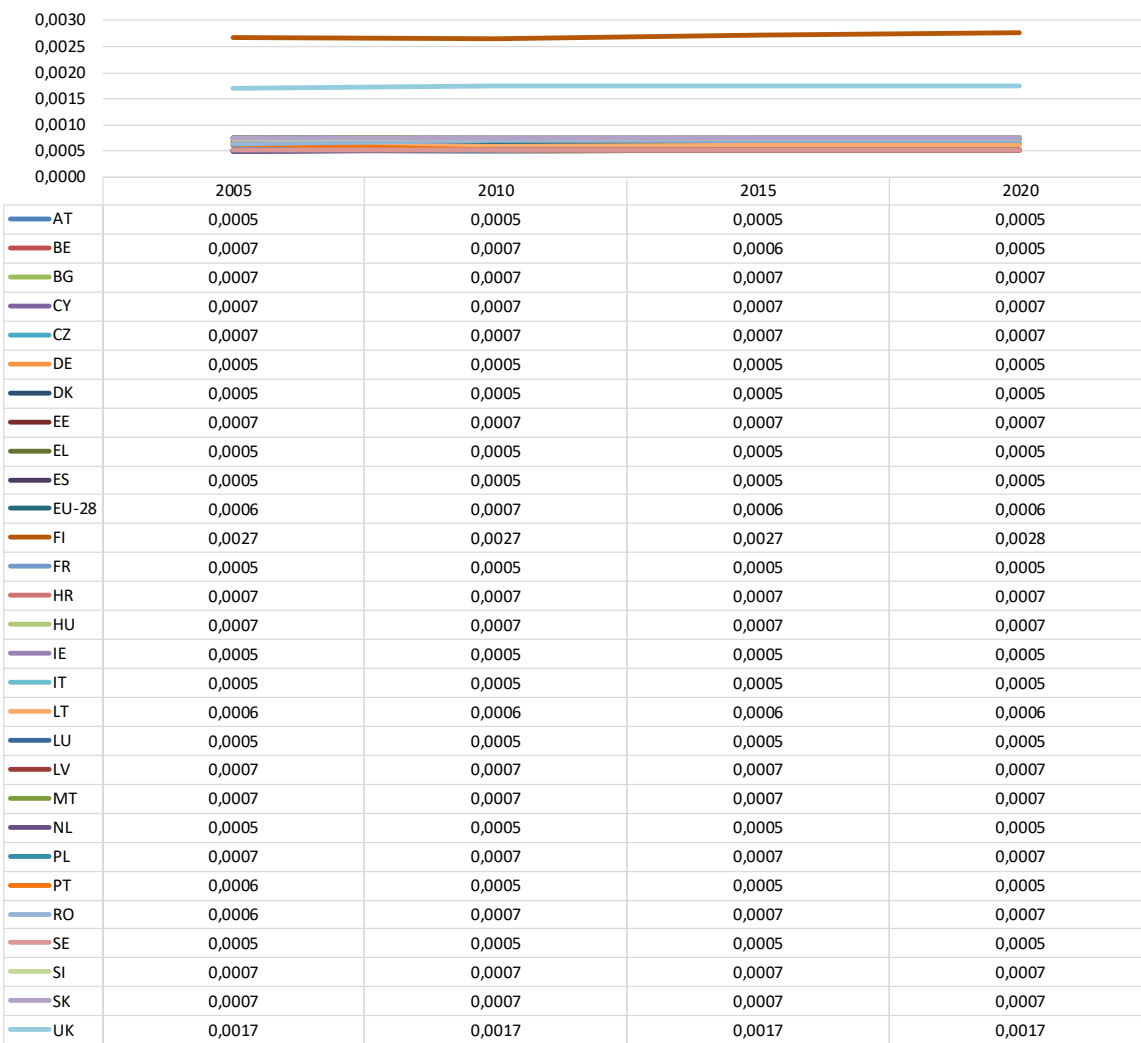 0,0030
0,0025
0,0020
0,0015
0,0010
0,0005
0,0000
2005 2010 2015 2020
AT 0,0005 0,0005 0,0005 0,0005
BE 0,0007 0,0007 0,0006 0,0005
BG 0,0007 0,0007 0,0007 0,0007
CY 0,0007 0,0007 0,0007 0,0007
CZ 0,0007 0,0007 0,0007 0,0007
DE 0,0005 0,0005 0,0005 0,0005
DK 0,0005 0,0005 0,0005 0,0005
EE 0,0007 0,0007 0,0007 0,0007
EL 0,0005 0,0005 0,0005 0,0005
ES 0,0005 0,0005 0,0005 0,0005
EU-28 0,0006 0,0007 0,0006 0,0006
FI 0,0027 0,0027 0,0027 0,0028
FR 0,0005 0,0005 0,0005 0,0005
HR 0,0007 0,0007 0,0007 0,0007
HU 0,0007 0,0007 0,0007 0,0007
IE 0,0005 0,0005 0,0005 0,0005
IT 0,0005 0,0005 0,0005 0,0005
LT 0,0006 0,0006 0,0006 0,0006
LU 0,0005 0,0005 0,0005 0,0005
LV 0,0007 0,0007 0,0007 0,0007
MT 0,0007 0,0007 0,0007 0,0007
NL 0,0005 0,0005 0,0005 0,0005
PL 0,0007 0,0007 0,0007 0,0007
PT 0,0006 0,0005 0,0005 0,0005
RO 0,0006 0,0007 0,0007 0,0007
SE 0,0005 0,0005 0,0005 0,0005
SI 0,0007 0,0007 0,0007 0,0007
SK 0,0007 0,0007 0,0007 0,0007
UK 0,0017 0,0017 0,0017 0,0017